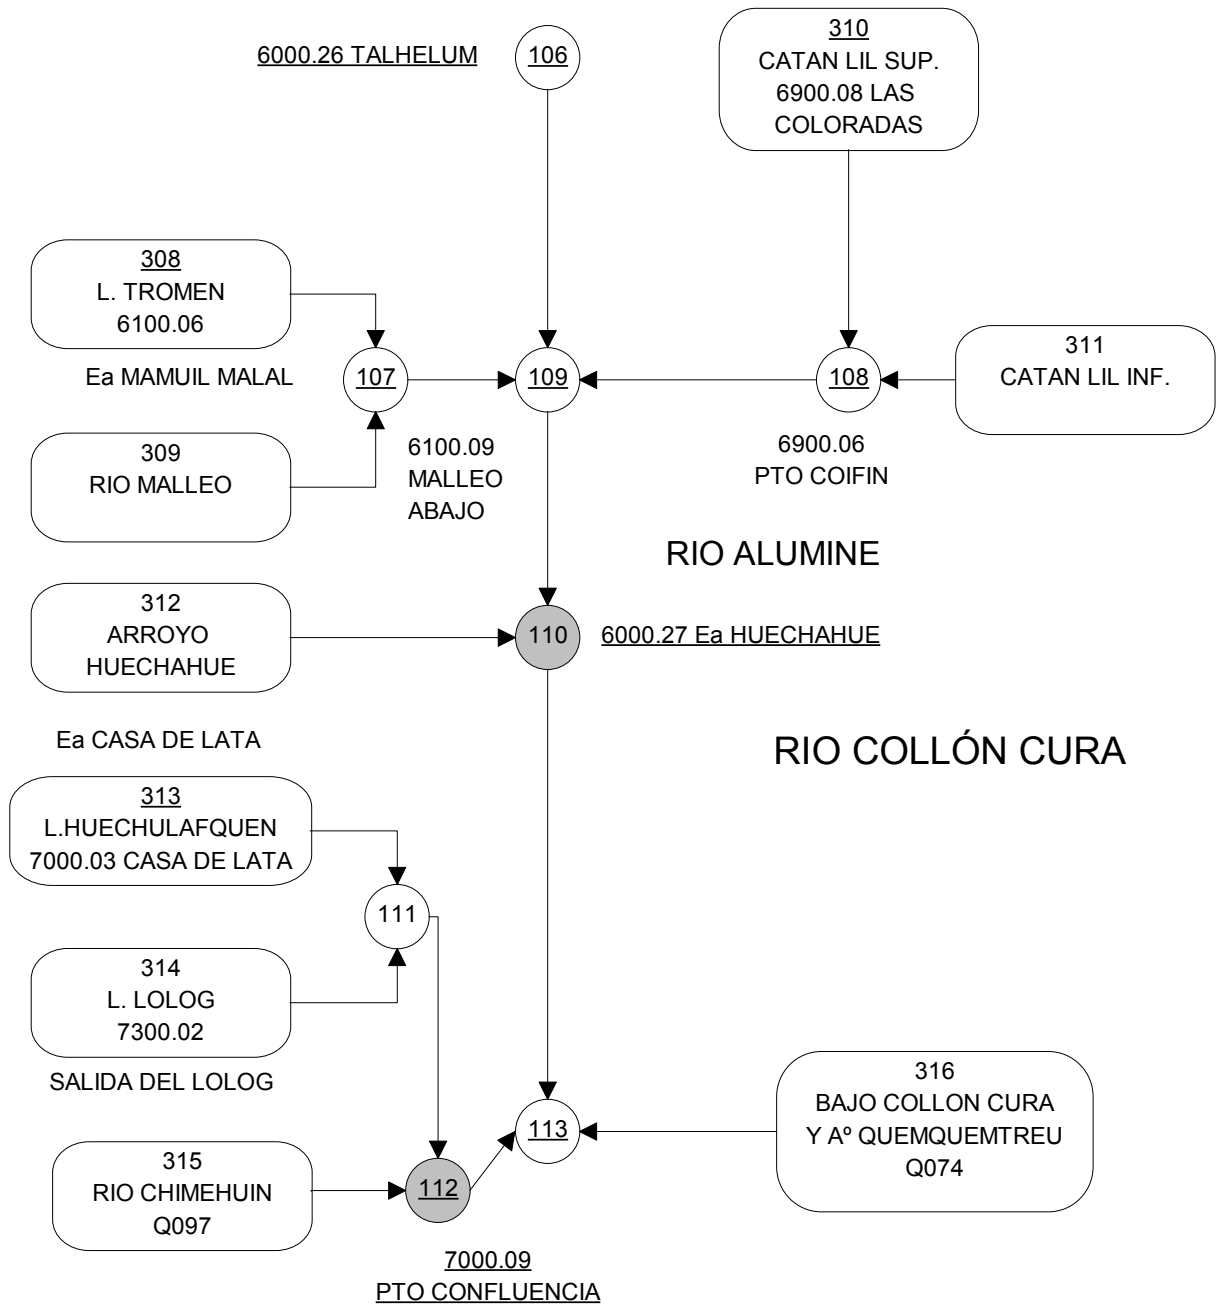 6000.26 TALHELUM
106
310
CATAN LIL SUP.
6900.08 LAS
COLORADAS
308
L. TROMEN
6100.06
Ea MAMUIL MALAL
107
109
108
311
CATAN LIL INF.
309
RIO MALLEO
6100.09
MALLEO
ABAJO
6900.06
PTO COIFIN
RIO ALUMINE
312
ARROYO
HUECHAHUE
110
6000.27 Ea HUECHAHUE
Ea CASA DE LATA
RIO COLLÓN CURA
313
L.HUECHULAFQUEN
7000.03 CASA DE LATA
111
314
L. LOLOG
7300.02
SALIDA DEL LOLOG
113
316
BAJO COLLON CURA
Y Aº QUEMQUEMTREU
Q074
315
RIO CHIMEHUIN
Q097
112
7000.09
PTO CONFLUENCIA